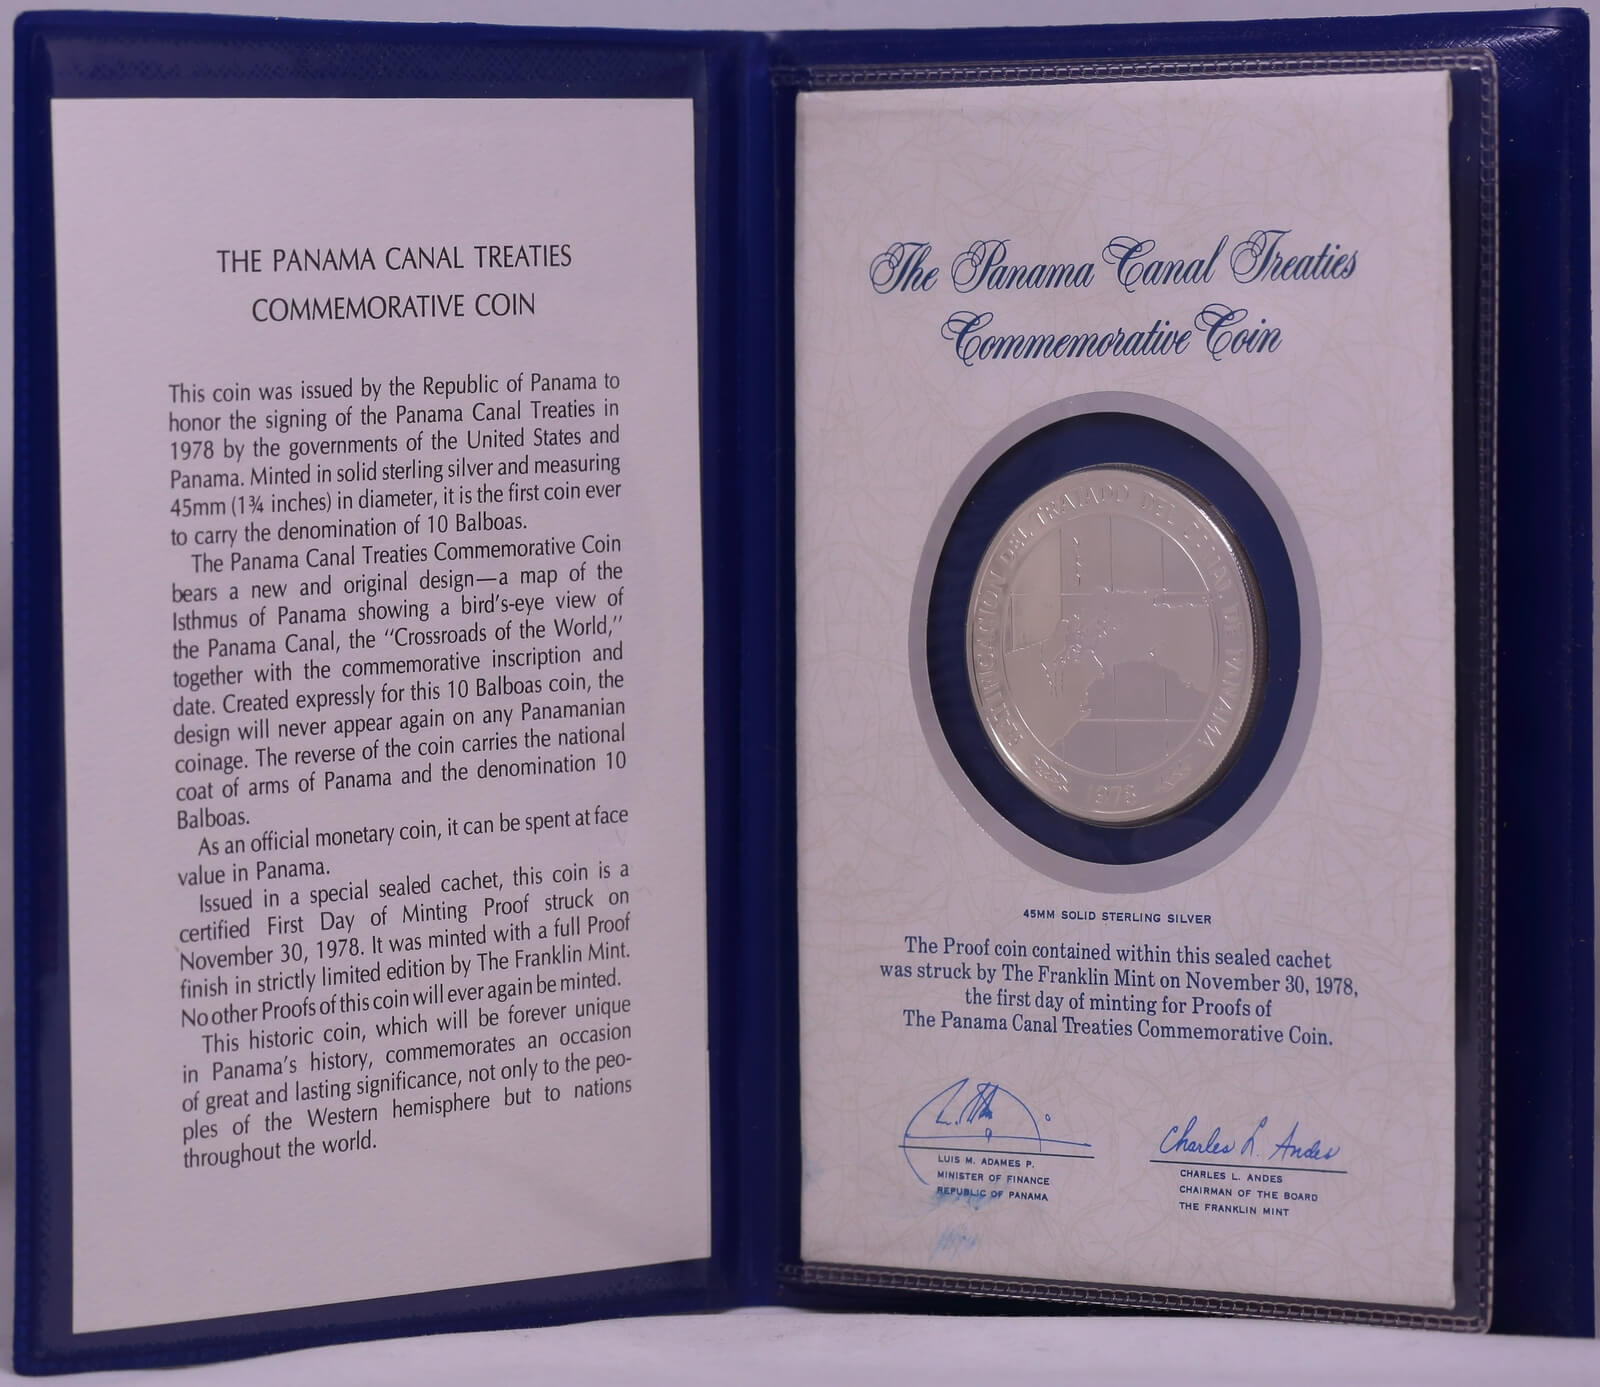 THE PANAMA CANAL TREATIES
COMMEMORATIVE COIN
This coin was issued by the Republic of Panama to
honor the signing of the Panama Canal Treaties in
1978 by the governments of the United States and
Panama. Minted in solid sterling silver and measuring
45mm (1¾ inches) in diameter, it is the first coin ever
to carry the denomination of 10 Balboas.
The Panama Canal Treaties Commemorative Coin
bears a new and original design—a map of the
Isthmus of Panama showing a bird's-eye view of
the Panama Canal, the "Crossroads of the World,"
together with the commemorative inscription and
date. Created expressly for this 10 Balboas coin, the
design will never appear again on any Panamanian
coinage. The reverse of the coin carries the national
coat of arms of Panama and the denomination 10
Balboas.
As an official monetary coin, it can be spent at face
value in Panama.
Issued in a special sealed cachet, this coin is a
certified First Day of Minting Proof struck on
November 30, 1978. It was minted with a full Proof
finish in strictly limited edition by The Franklin Mint.
No other Proofs of this coin will ever again be minted.
This historic coin, which will be forever unique
in Panama's history, commemorates an occasion
of great and lasting significance, not only to the peo-
ples of the Western hemisphere but to nations
throughout the world.
The Panama Canal Treaties
Commemorative Coin
RATIFICACION DEL TRATADO DEL CANAL DE PANAMA
1978
45MM SOLID STERLING SILVER
The Proof coin contained within this sealed cachet
was struck by The Franklin Mint on November 30, 1978,
the first day of minting for Proofs of
The Panama Canal Treaties Commemorative Coin.
Charles L. Andes
LUIS M. ADAMES P.
MINISTER OF FINANCE
REPUBLIC OF PANAMA
CHARLES L. ANDES
CHAIRMAN OF THE BOARD
THE FRANKLIN MINT